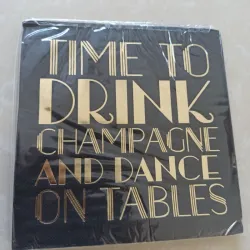 TIME TO
DRINK
CHAMPAGNE
AND DANCE
ON TABLES